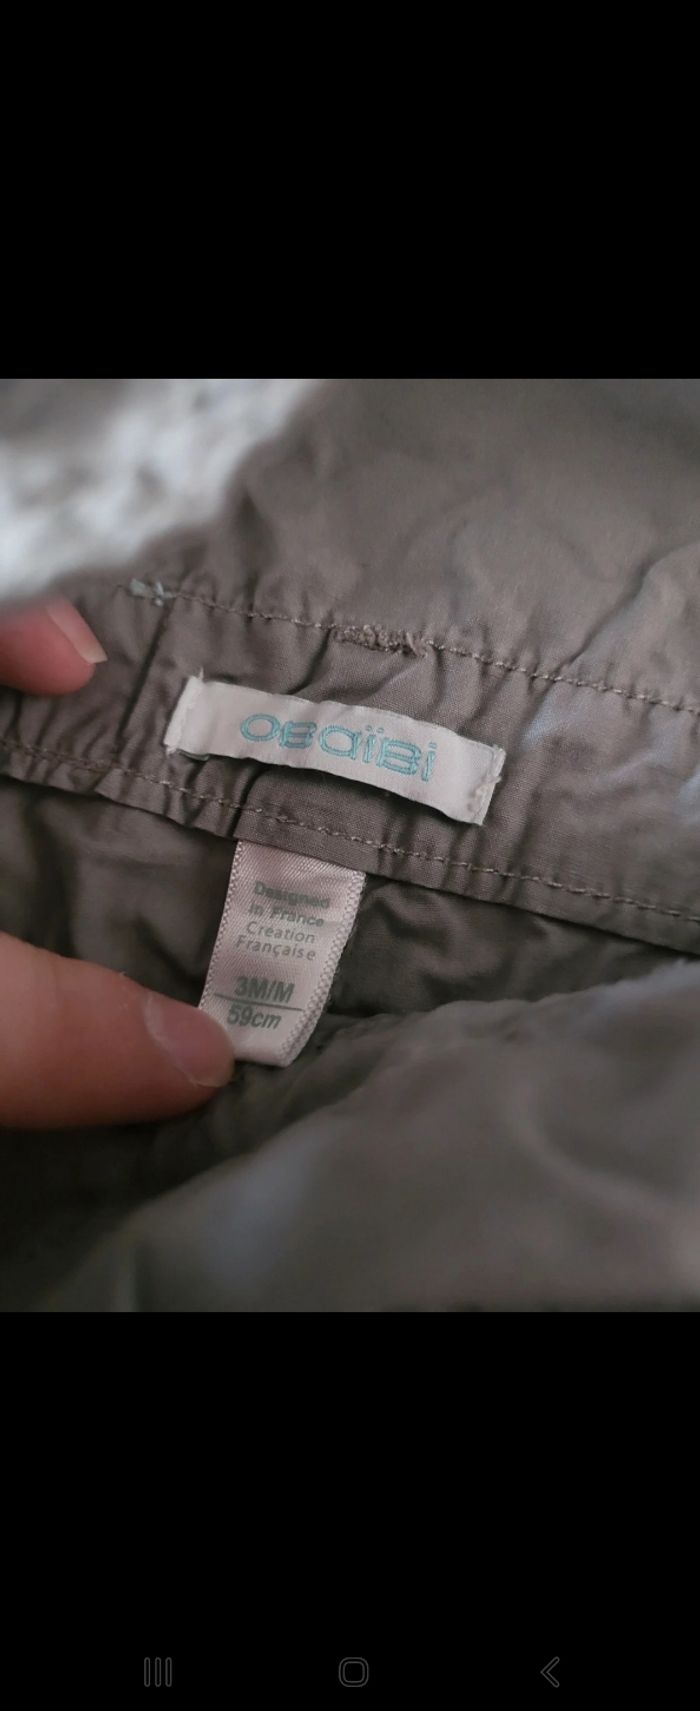 OBaïBi
Designed
in France
Création
Française
3M/M
59cm